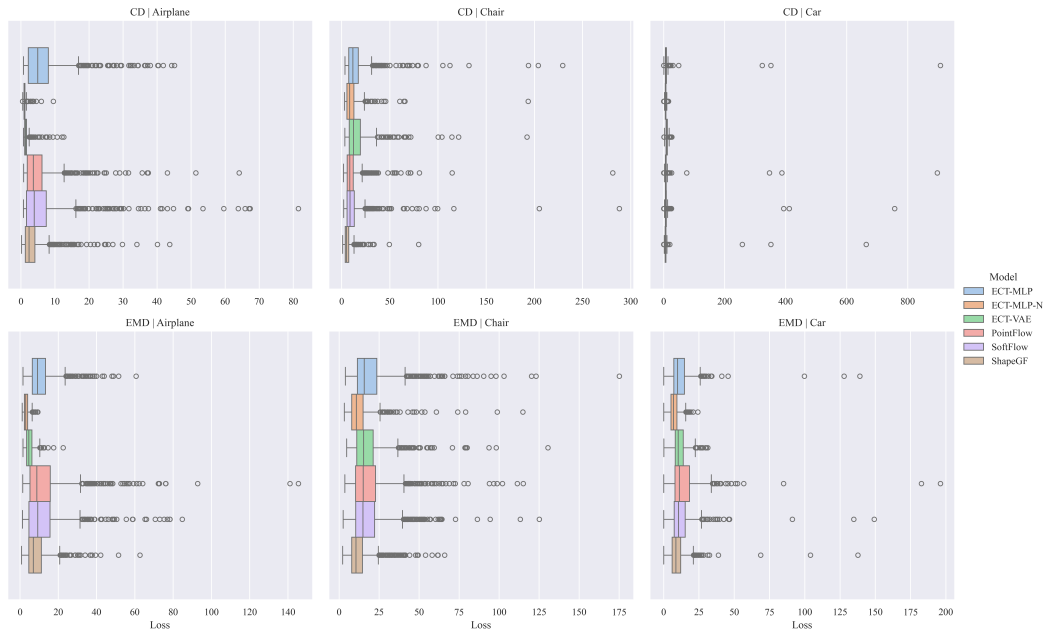 CD | Airplane
CD | Chair
CD | Car
0 10 20 30 40 50 60 70 80
0 50 100 150 200 250 300
0 200 400 600 800
Model
ECT-MLP
ECT-MLP-N
ECT-VAE
PointFlow
SoftFlow
ShapeGF
EMD | Airplane
EMD | Chair
EMD | Car
0 20 40 60 80 100 120 140
0 25 50 75 100 125 150 175
0 25 50 75 100 125 150 175 200
Loss
Loss
Loss